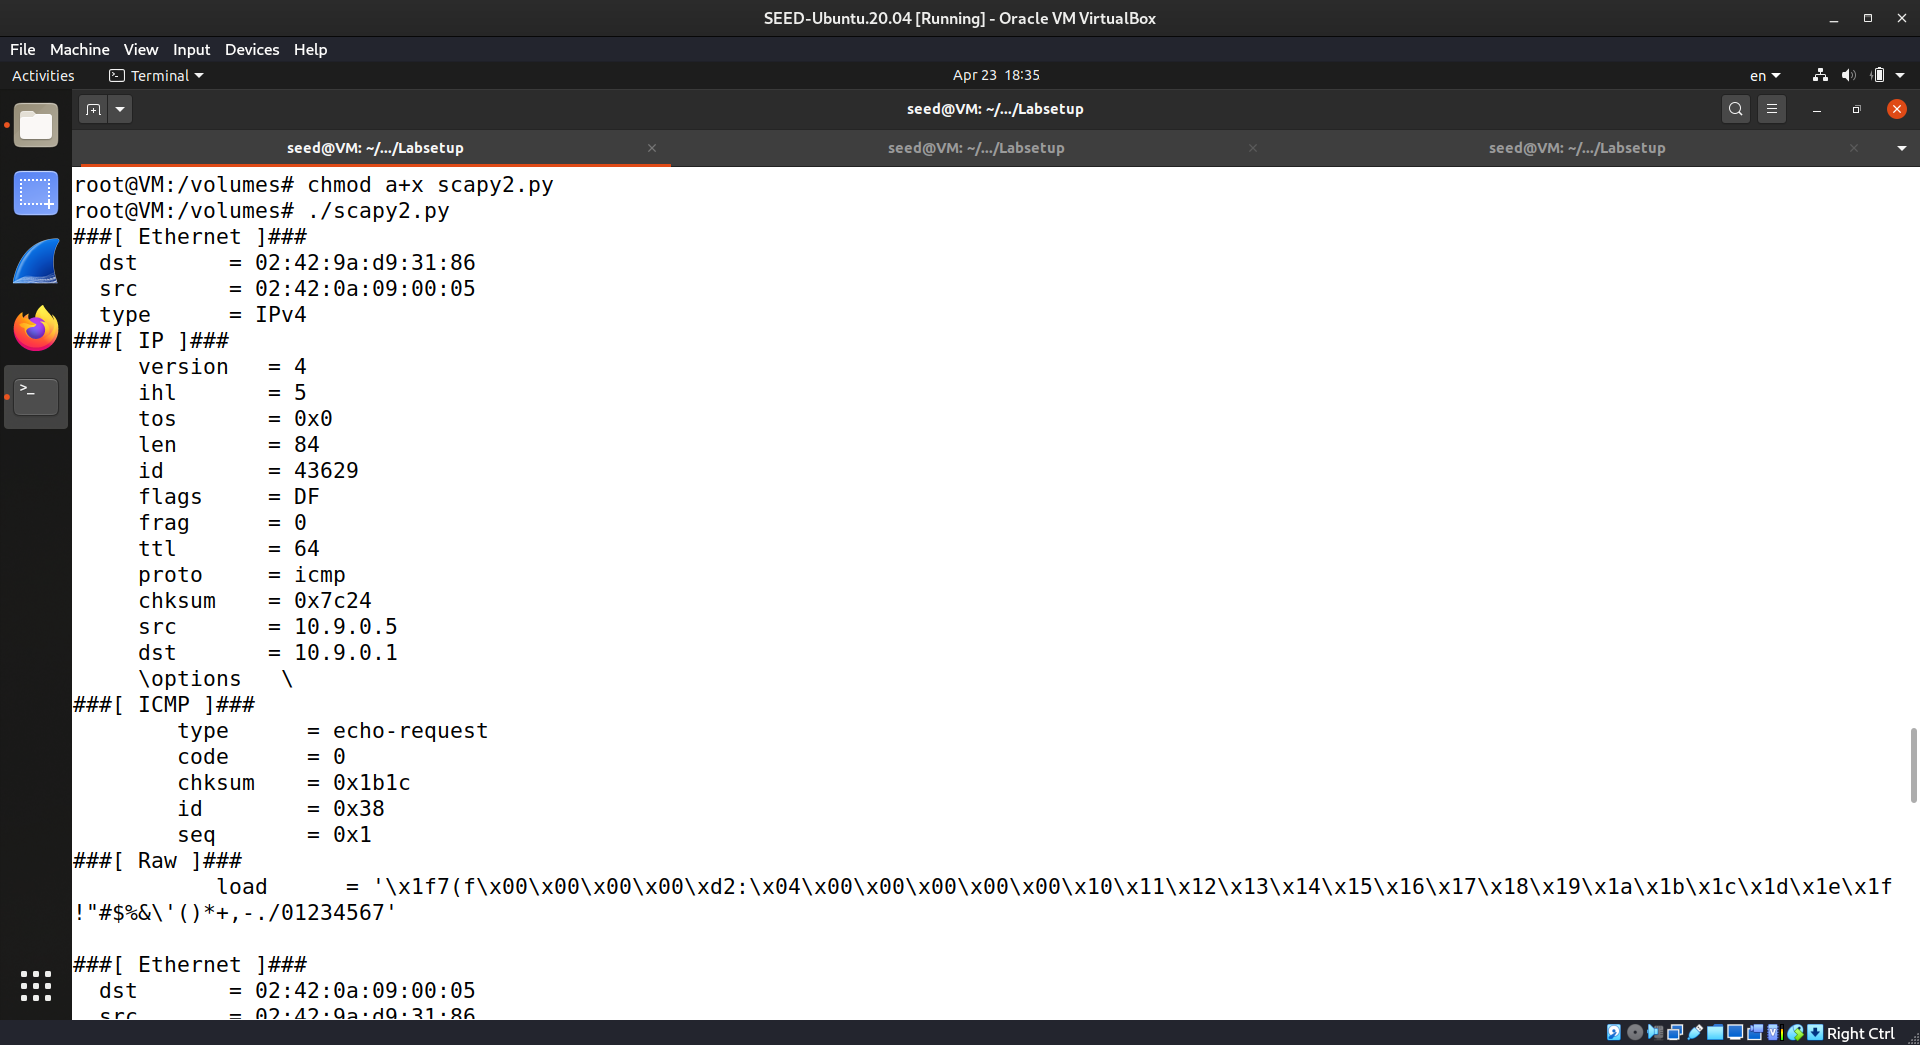 SEED-Ubuntu.20.04 [Running] - Oracle VM VirtualBox
File Machine View Input Devices Help
Activities Terminal Apr 23 18:35 en
seed@VM: ~/.../Labsetup
seed@VM: ~/.../Labsetup seed@VM: ~/.../Labsetup seed@VM: ~/.../Labsetup
root@VM:/volumes# chmod a+x scapy2.py
root@VM:/volumes# ./scapy2.py
###[ Ethernet ]###
  dst       = 02:42:9a:d9:31:86
  src       = 02:42:0a:09:00:05
  type      = IPv4
###[ IP ]###
     version   = 4
     ihl       = 5
     tos       = 0x0
     len       = 84
     id        = 43629
     flags     = DF
     frag      = 0
     ttl       = 64
     proto     = icmp
     chksum    = 0x7c24
     src       = 10.9.0.5
     dst       = 10.9.0.1
     \options   \
###[ ICMP ]###
        type      = echo-request
        code      = 0
        chksum    = 0x1b1c
        id        = 0x38
        seq       = 0x1
###[ Raw ]###
           load      = '\x1f7(f\x00\x00\x00\x00\xd2:\x04\x00\x00\x00\x00\x00\x10\x11\x12\x13\x14\x15\x16\x17\x18\x19\x1a\x1b\x1c\x1d\x1e\x1f
!"#$%&\'()*+,-./01234567'
###[ Ethernet ]###
  dst       = 02:42:0a:09:00:05
  src       = 02:42:9a:d9:31:86
Right Ctrl